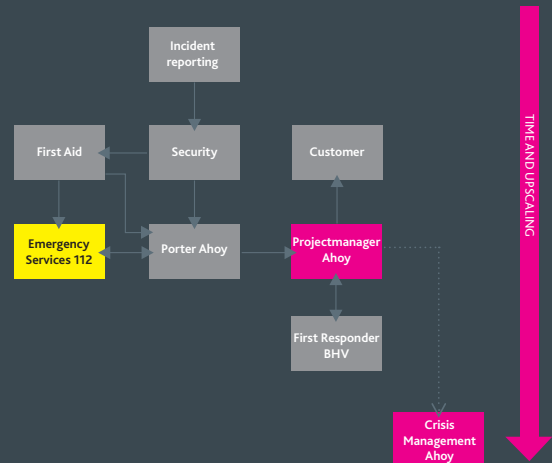 Incident
reporting
First Aid
Security
Customer
Emergency
Services 112
Porter Ahoy
Projectmanager
Ahoy
First Responder
BHV
Crisis
Management
Ahoy
TIME AND UPSCALING